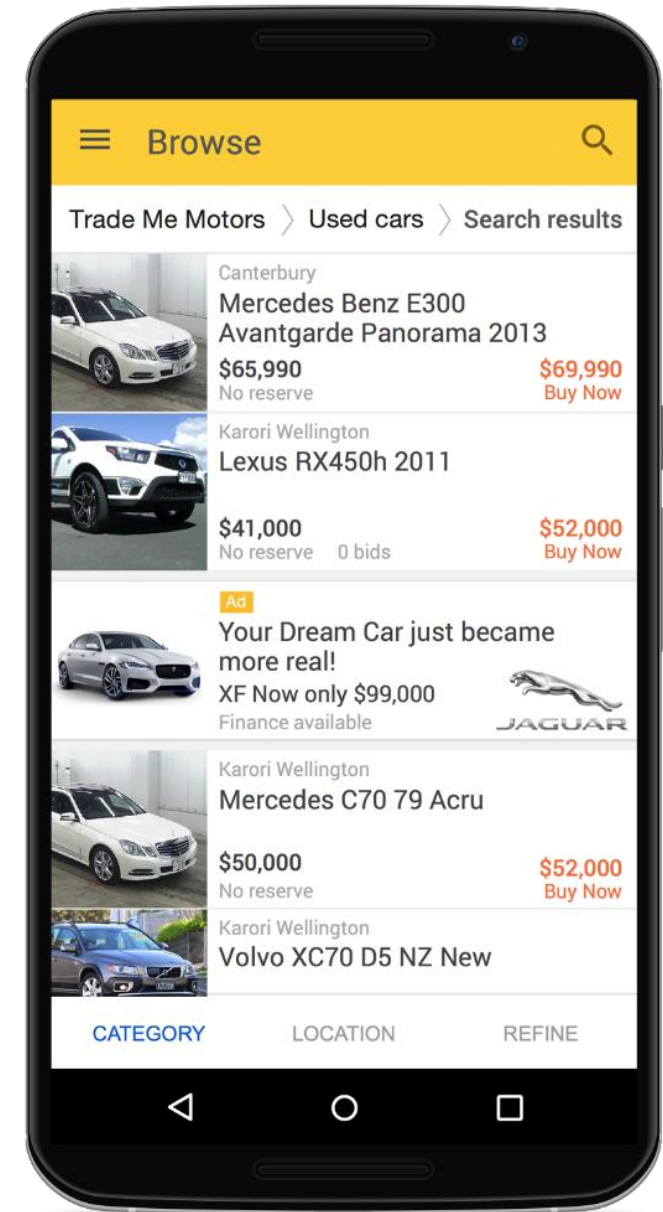 Browse
Trade Me Motors 〉 Used cars 〉 Search results
Canterbury
Mercedes Benz E300
Avantgarde Panorama 2013
$65,990 $69,990
No reserve Buy Now
Karori Wellington
Lexus RX450h 2011
$41,000 $52,000
No reserve 0 bids Buy Now
Ad
Your Dream Car just became
more real!
XF Now only $99,000
Finance available
JAGUAR
Karori Wellington
Mercedes C70 79 Acru
$50,000 $52,000
No reserve Buy Now
Karori Wellington
Volvo XC70 D5 NZ New
CATEGORY LOCATION REFINE